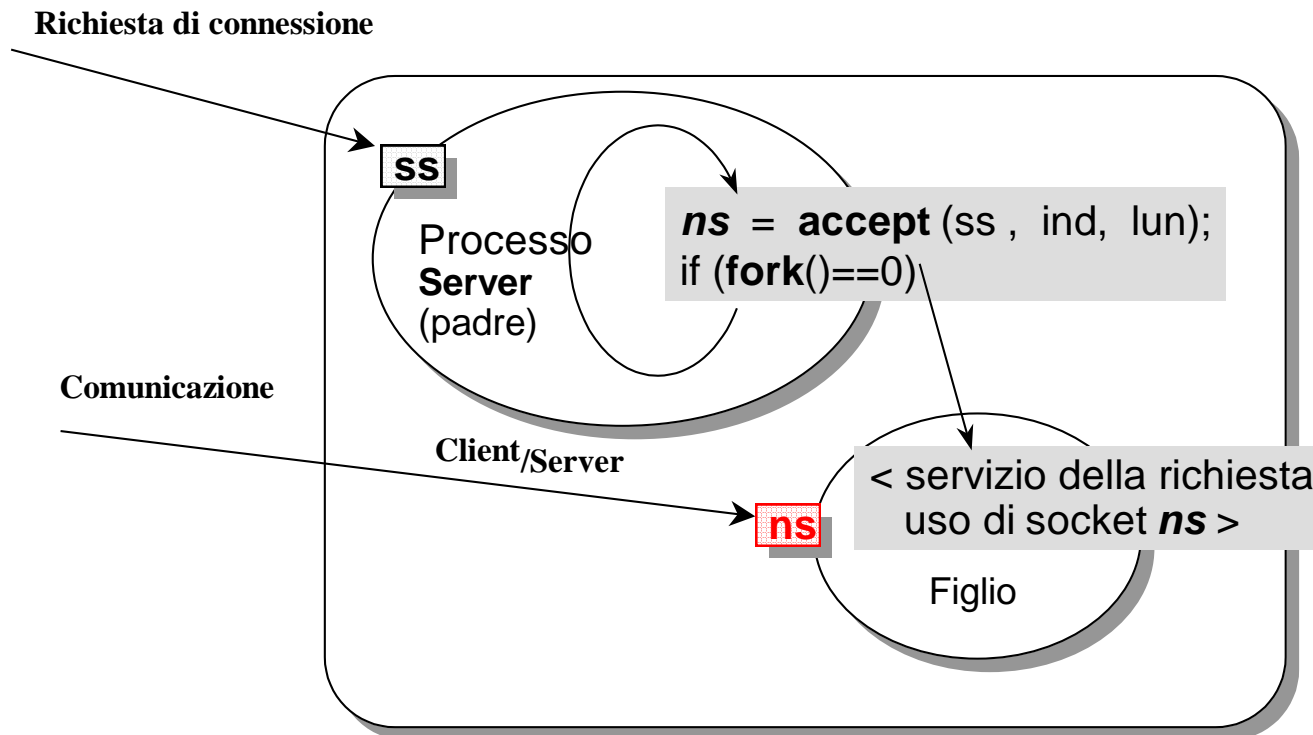 Richiesta di connessione
ss
ns = accept (ss , ind, lun);
if (fork()==0)
Processo
Server
(padre)
Comunicazione
Client/Server
ns
< servizio della richiesta
uso di socket ns >
Figlio